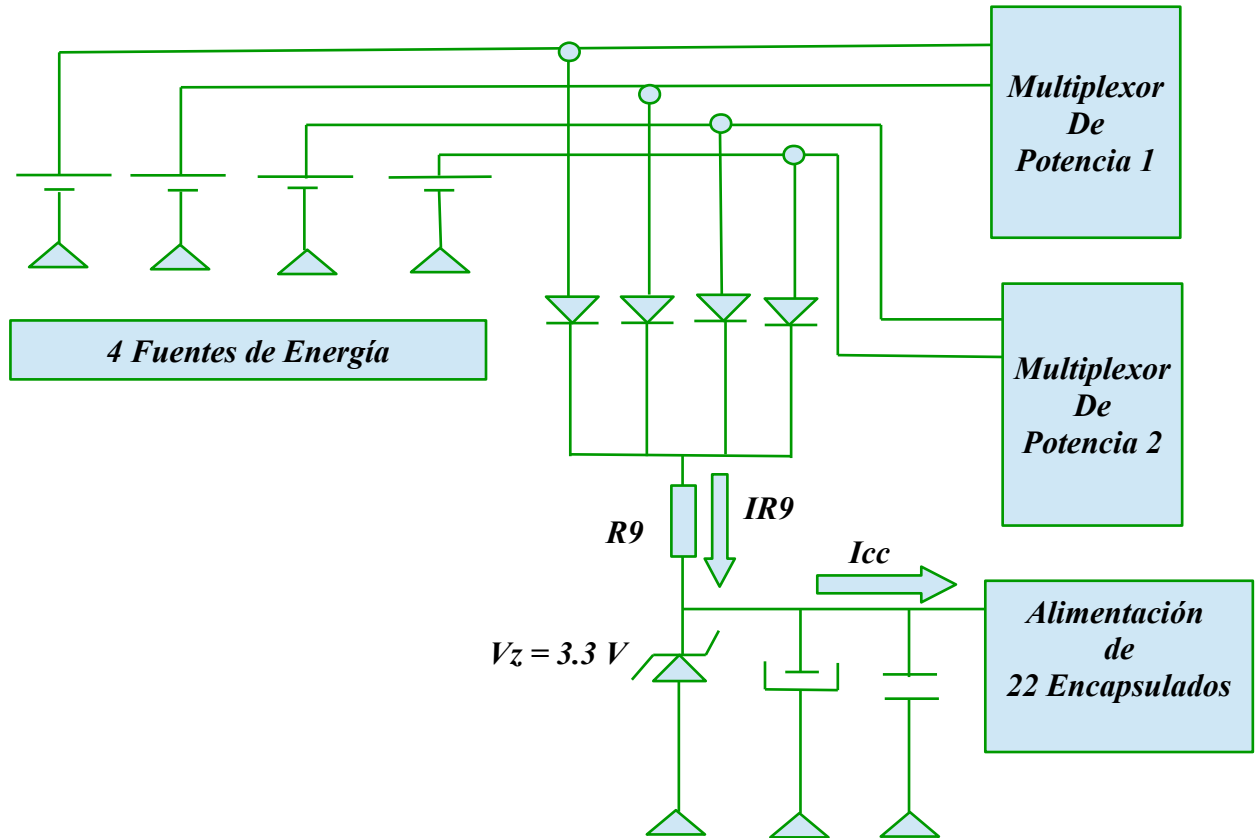 Multiplexor
De
Potencia 1
4 Fuentes de Energía
Multiplexor
De
Potencia 2
R9
IR9
Icc
Vz = 3.3 V
Alimentación
de
22 Encapsulados